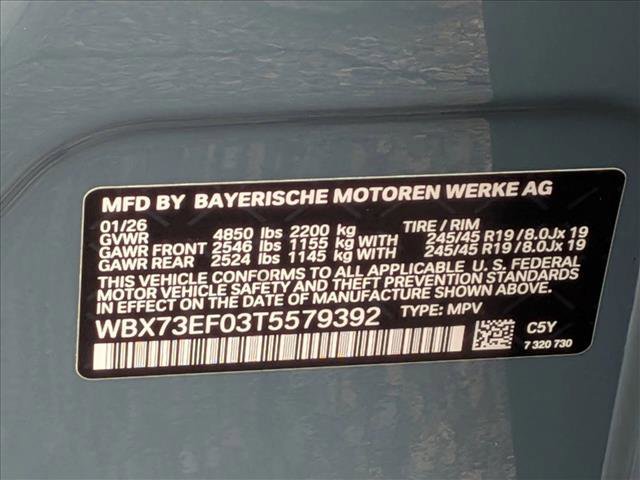 MFD BY BAYERISCHE MOTOREN WERKE AG
01/26 TIRE / RIM
GVWR 4850 lbs 2200 kg
GAWR FRONT 2546 lbs 1155 kg WITH 245/45 R19 / 8.0Jx 19
GAWR REAR 2524 lbs 1145 kg WITH 245/45 R19 / 8.0Jx 19
THIS VEHICLE CONFORMS TO ALL APPLICABLE U. S. FEDERAL
MOTOR VEHICLE SAFETY AND THEFT PREVENTION STANDARDS
IN EFFECT ON THE DATE OF MANUFACTURE SHOWN ABOVE.
WBX73EF03T5579392 TYPE: MPV
C5Y
7 320 730